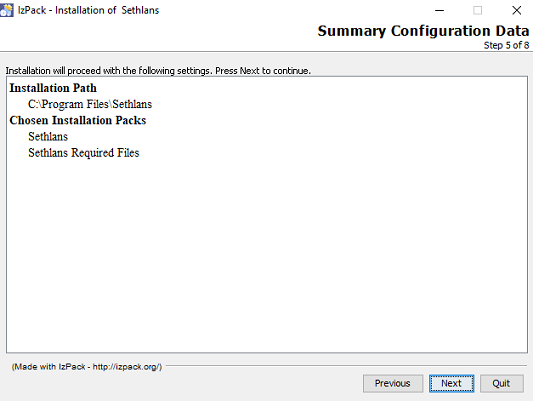 IzPack - Installation of Sethlans
Summary Configuration Data
Step 5 of 8
Installation will proceed with the following settings. Press Next to continue.
Installation Path
C:\Program Files\Sethlans
Chosen Installation Packs
Sethlans
Sethlans Required Files
(Made with IzPack - http://izpack.org/)
Previous Next Quit